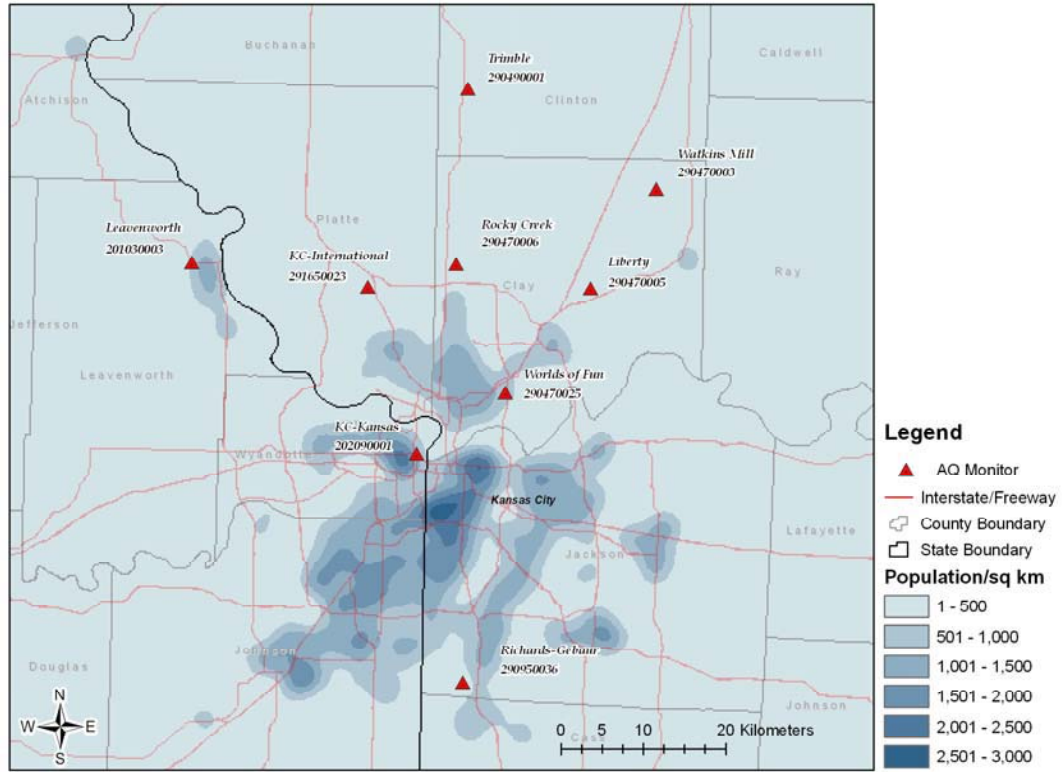 Buchanan
Caldwell
Trimble
290490001
Atchison
Clinton
Watkins Mill
290470003
Platte
Leavenworth
201030003
Rocky Creek
290470006
KC-International
291650023
Liberty
290470005
Clay
Ray
Jefferson
Leavenworth
Worlds of Fun
290470025
KC-Kansas
202090001
Wyandotte
Kansas City
Lafayette
Jackson
Richards-Gebaur
290950036
Johnson
Douglas
Johnson
Cass
N
W E
S
0 5 10 20 Kilometers
Legend
AQ Monitor
Interstate/Freeway
County Boundary
State Boundary
Population/sq km
1 - 500
501 - 1,000
1,001 - 1,500
1,501 - 2,000
2,001 - 2,500
2,501 - 3,000